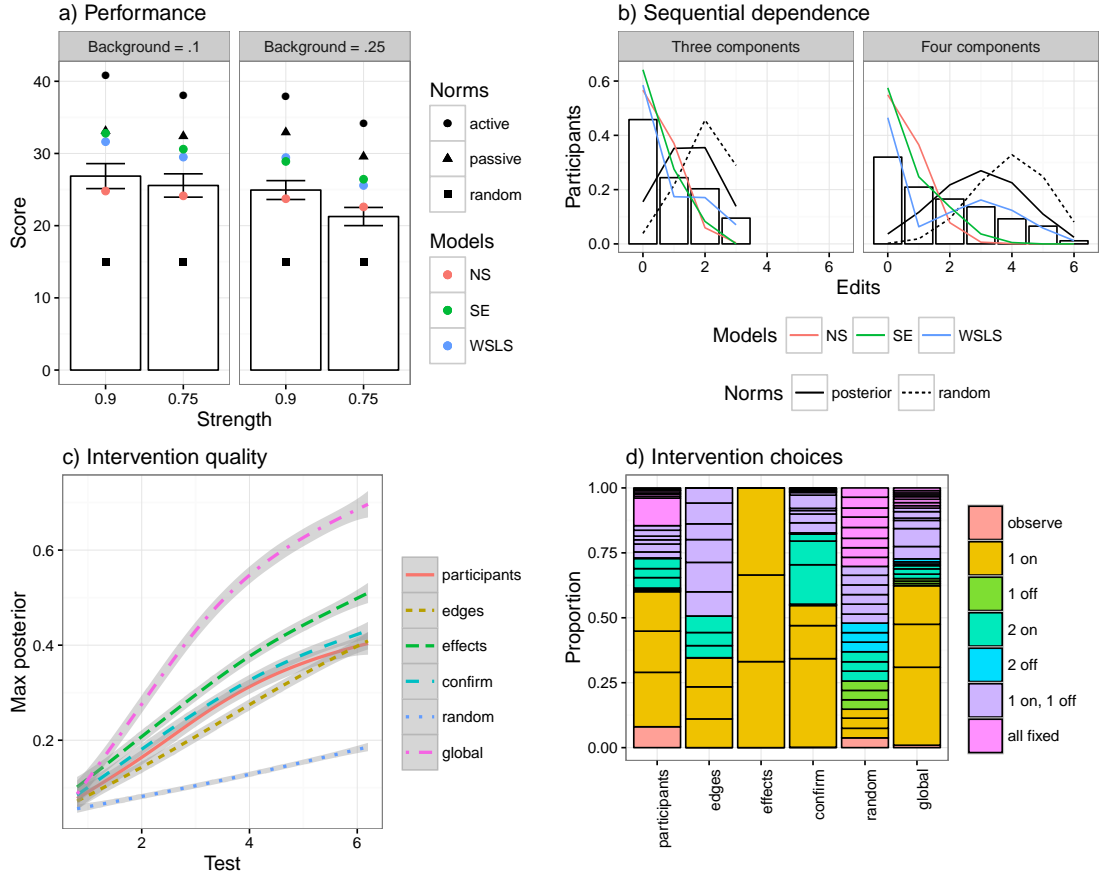 a) Performance
Background = .1
Background = .25
Score
0
10
20
30
40
0.9
0.75
0.9
0.75
Strength
Norms
active
passive
random
Models
NS
SE
WSLS
b) Sequential dependence
Three components
Four components
Participants
0.0
0.2
0.4
0.6
0
2
4
6
0
2
4
6
Edits
Models
NS
SE
WSLS
Norms
posterior
random
c) Intervention quality
Max posterior
0.2
0.4
0.6
2
4
6
Test
participants
edges
effects
confirm
random
global
d) Intervention choices
Proportion
0.00
0.25
0.50
0.75
1.00
participants
edges
effects
confirm
random
global
observe
1 on
1 off
2 on
2 off
1 on, 1 off
all fixed